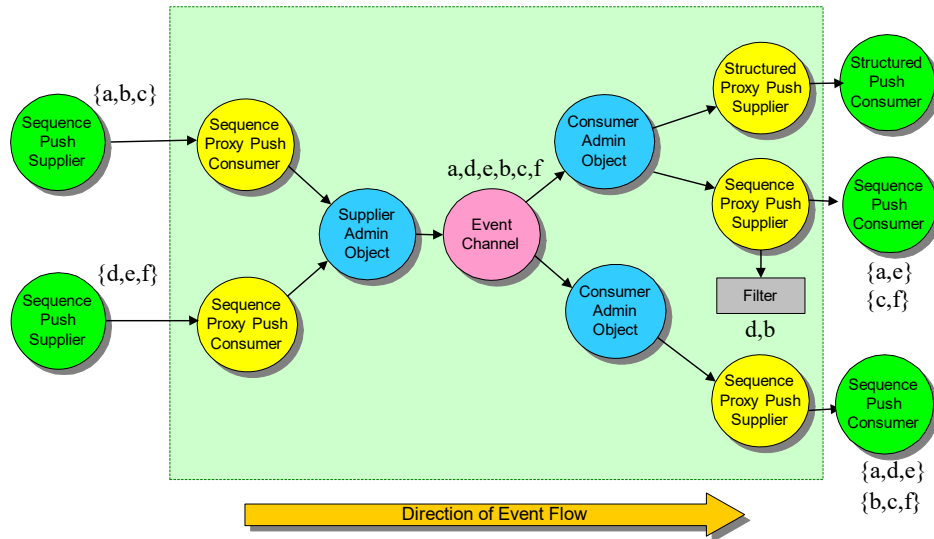 {a,b,c}
Sequence
Push
Supplier
Sequence
Proxy Push
Consumer
{d,e,f}
Sequence
Push
Supplier
Sequence
Proxy Push
Consumer
Supplier
Admin
Object
a,d,e,b,c,f
Event
Channel
Consumer
Admin
Object
Consumer
Admin
Object
Structured
Proxy Push
Supplier
Structured
Push
Consumer
Sequence
Proxy Push
Supplier
Sequence
Push
Consumer
{a,e}
{c,f}
Filter
d,b
Sequence
Proxy Push
Supplier
Sequence
Push
Consumer
{a,d,e}
{b,c,f}
Direction of Event Flow